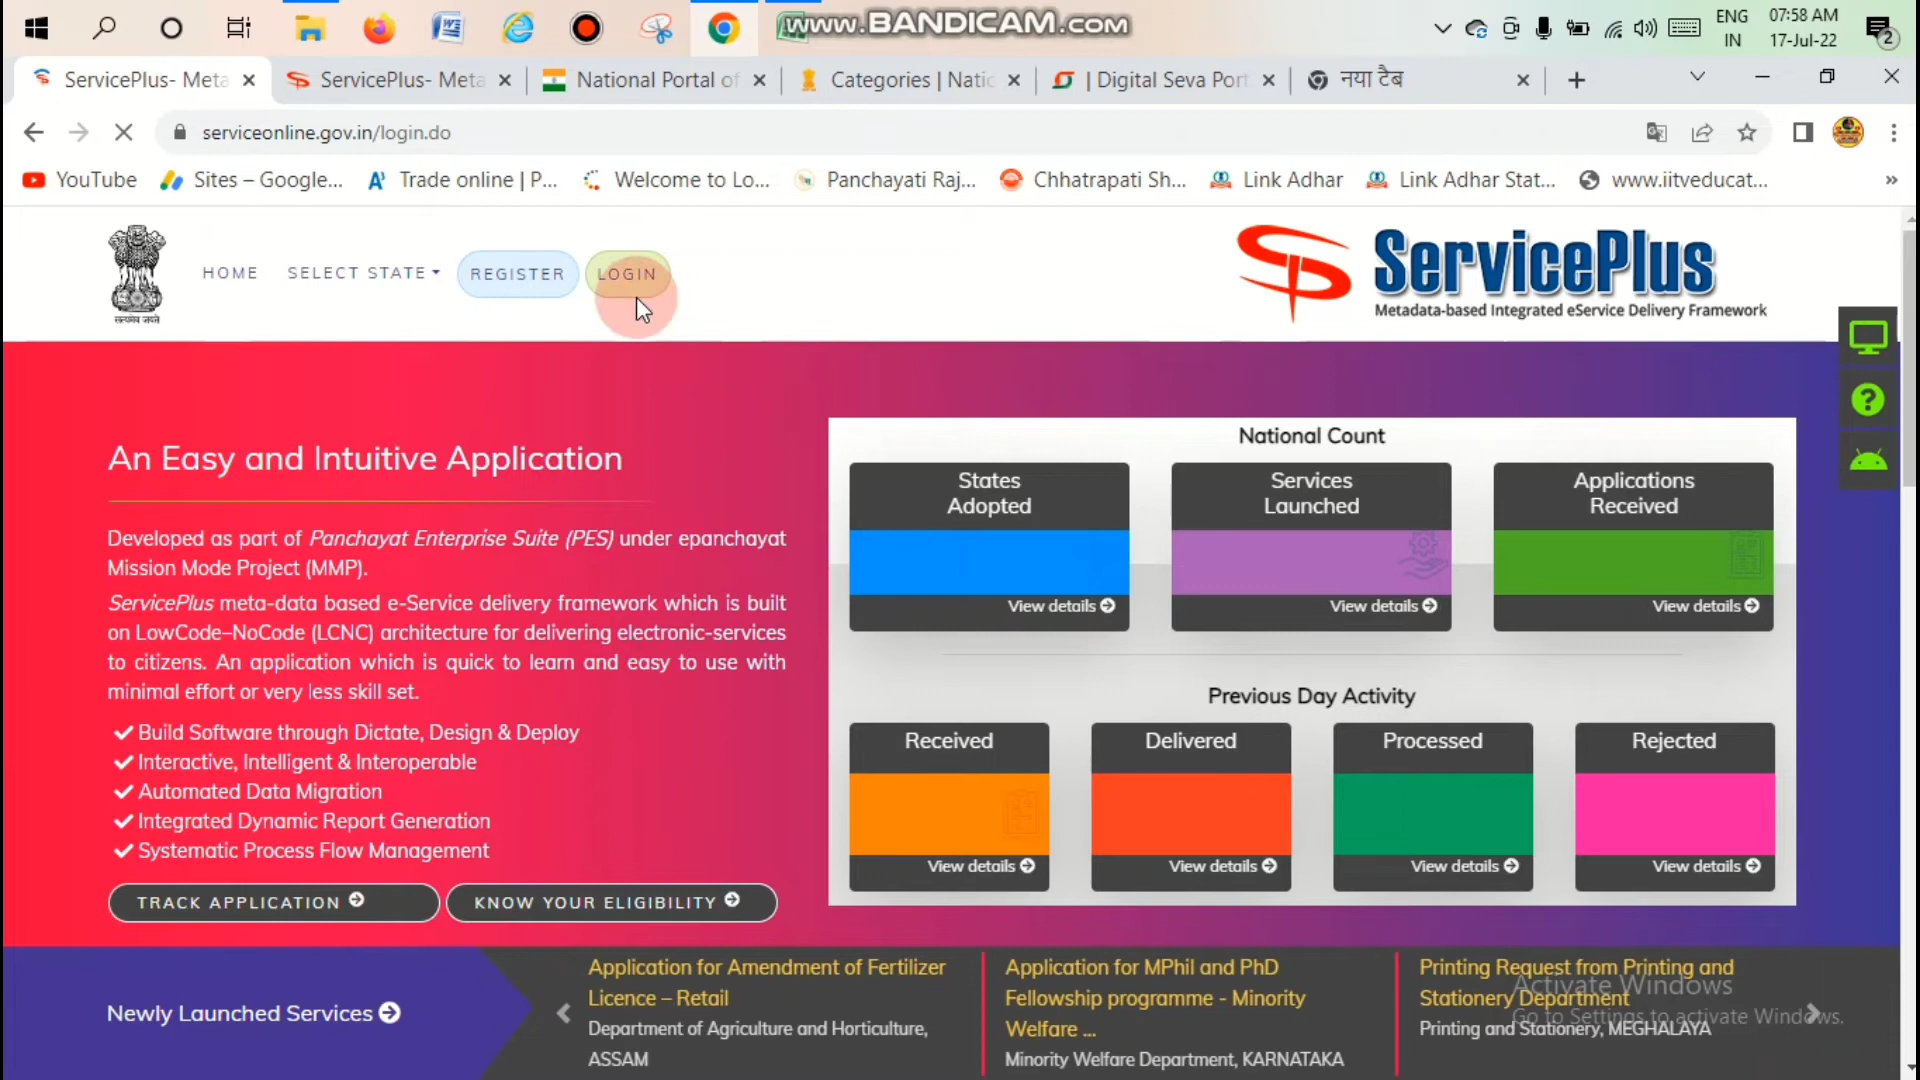 www.BANDICAM.com
ENG
IN
07:58 AM
17-Jul-22
2
ServicePlus- Meta
ServicePlus- Meta
National Portal of
Categories | Natio
| Digital Seva Port
नया टैब
serviceonline.gov.in/login.do
YouTube
Sites – Google...
Trade online | P...
Welcome to Lo...
Panchayati Raj...
Chhatrapati Sh...
Link Adhar
Link Adhar Stat...
www.iitveducat...
»
सत्यमेव जयते
HOME
SELECT STATE
REGISTER
LOGIN
ServicePlus
Metadata-based Integrated eService Delivery Framework
An Easy and Intuitive Application
Developed as part of Panchayat Enterprise Suite (PES) under epanchayat
Mission Mode Project (MMP).
ServicePlus meta-data based e-Service delivery framework which is built
on LowCode–NoCode (LCNC) architecture for delivering electronic-services
to citizens. An application which is quick to learn and easy to use with
minimal effort or very less skill set.
Build Software through Dictate, Design & Deploy
Interactive, Intelligent & Interoperable
Automated Data Migration
Integrated Dynamic Report Generation
Systematic Process Flow Management
TRACK APPLICATION
KNOW YOUR ELIGIBILITY
National Count
States
Adopted
View details
Services
Launched
View details
Applications
Received
View details
Previous Day Activity
Received
View details
Delivered
View details
Processed
View details
Rejected
View details
Newly Launched Services
Application for Amendment of Fertilizer
Licence – Retail
Department of Agriculture and Horticulture,
ASSAM
Application for MPhil and PhD
Fellowship programme - Minority
Welfare ...
Minority Welfare Department, KARNATAKA
Printing Request from Printing and
Stationery Department
Printing and Stationery, MEGHALAYA
Activate Windows
Go to Settings to activate Windows.